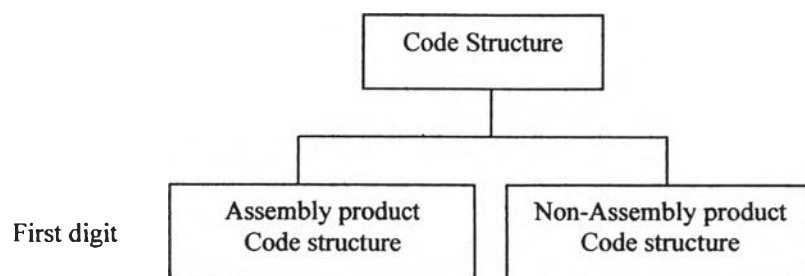 Code Structure
Assembly product
Code structure
Non-Assembly product
Code structure
First digit